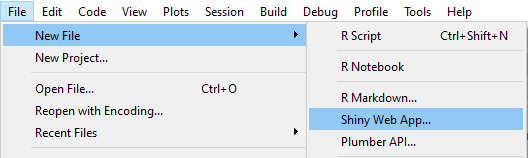 File Edit Code View Plots Session Build Debug Profile Tools Help
New File
New Project...
Open File... Ctrl+O
Reopen with Encoding...
Recent Files
R Script Ctrl+Shift+N
R Notebook
R Markdown...
Shiny Web App...
Plumber API...